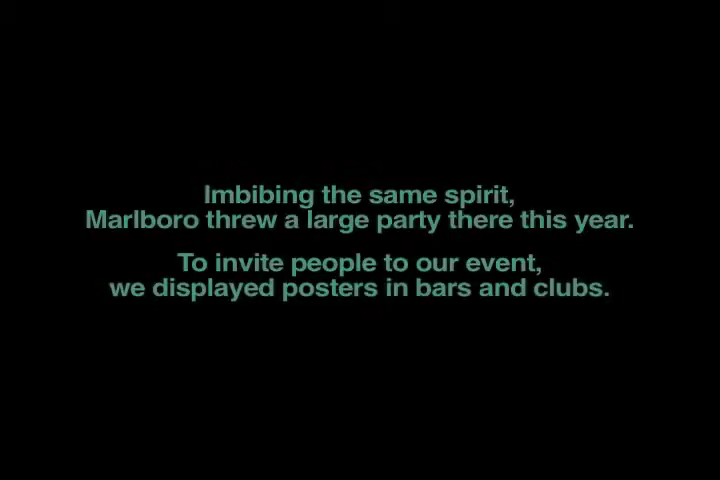 Imbibing the same spirit,
Marlboro threw a large party there this year.
To invite people to our event,
we displayed posters in bars and clubs.